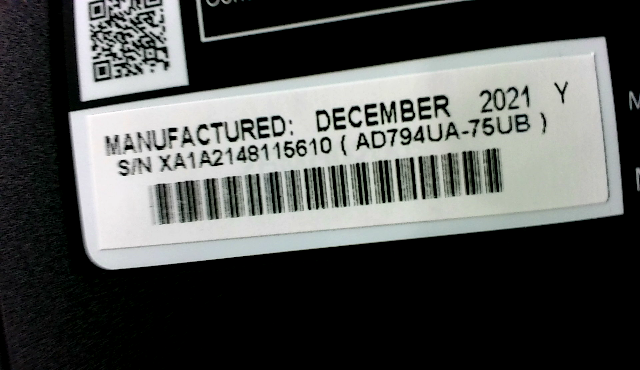 MANUFACTURED: DECEMBER 2021 Y
S/N XA1A2148115610 ( AD794UA-75UB )